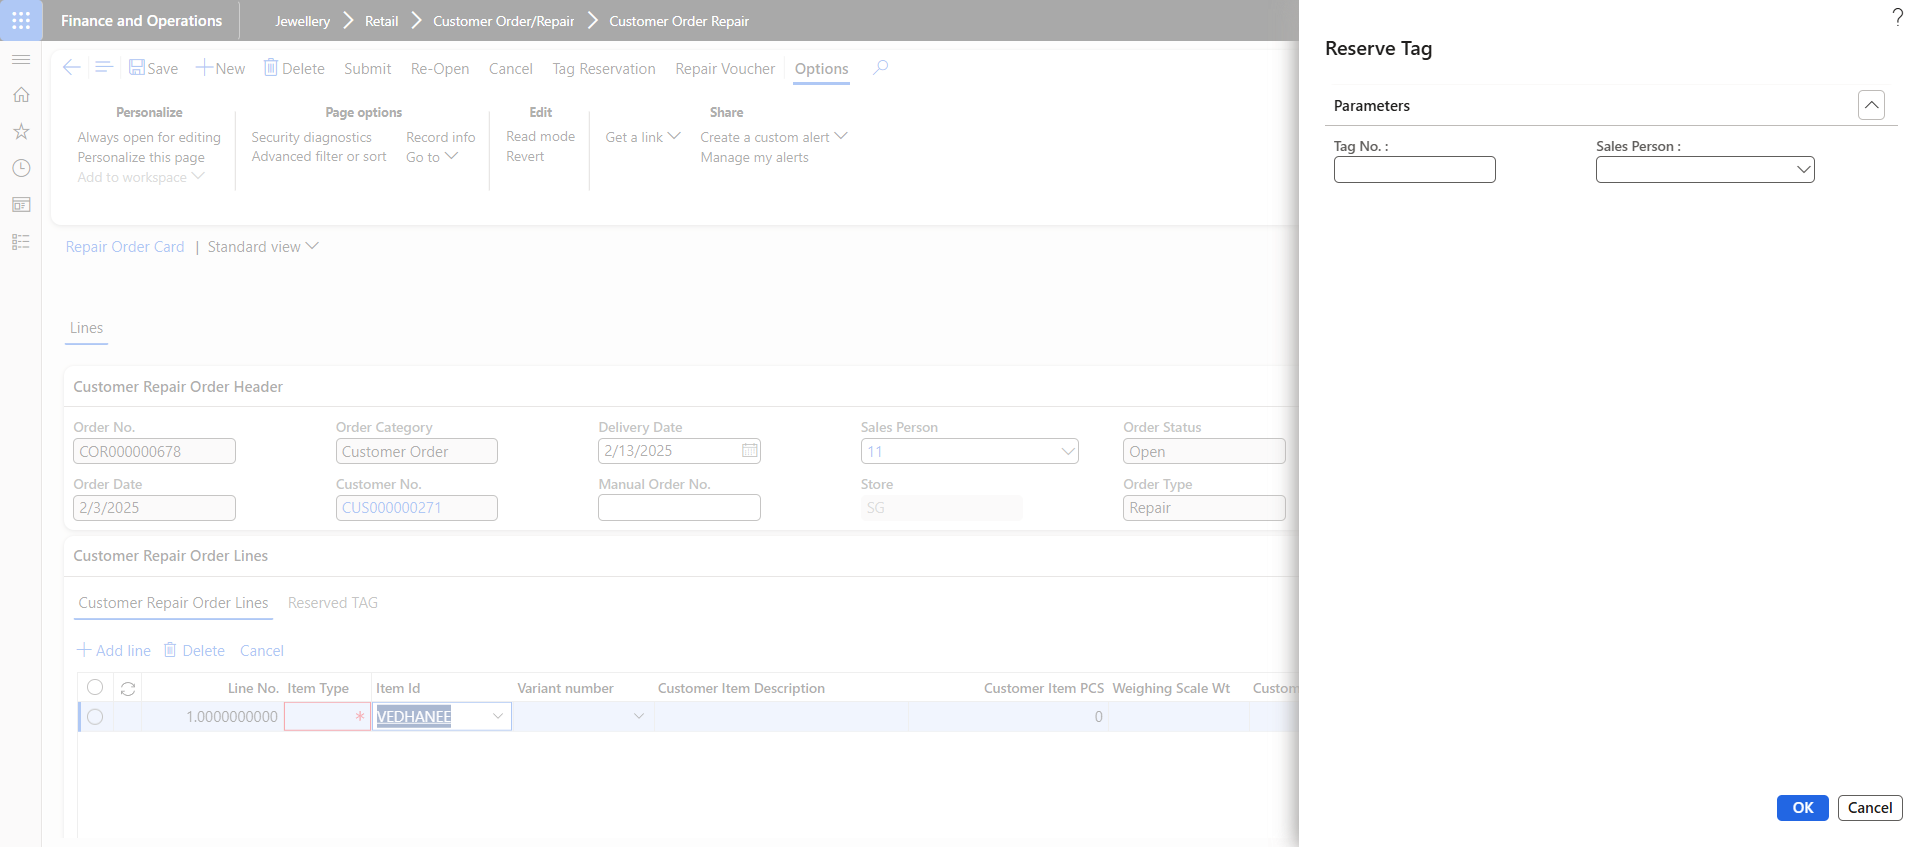 Finance and Operations
Jewellery > Retail > Customer Order/Repair > Customer Order Repair
?
Save New Delete Submit Re-Open Cancel Tag Reservation Repair Voucher Options
Personalize
Always open for editing
Personalize this page
Add to workspace
Page options
Security diagnostics Record info
Advanced filter or sort Go to
Edit
Read mode
Revert
Share
Get a link Create a custom alert
Manage my alerts
Repair Order Card | Standard view
Lines
Customer Repair Order Header
Order No. Order Category Delivery Date Sales Person Order Status
COR000000678 Customer Order 2/13/2025 11 Open
Order Date Customer No. Manual Order No. Store Order Type
2/3/2025 CUS000000271 SG Repair
Customer Repair Order Lines
Customer Repair Order Lines Reserved TAG
Add line Delete Cancel
Line No. Item Type Item Id Variant number Customer Item Description Customer Item PCS Weighing Scale Wt Custom
1.0000000000 * VEDHANEE 0
Reserve Tag
Parameters
Tag No. : Sales Person :
OK Cancel